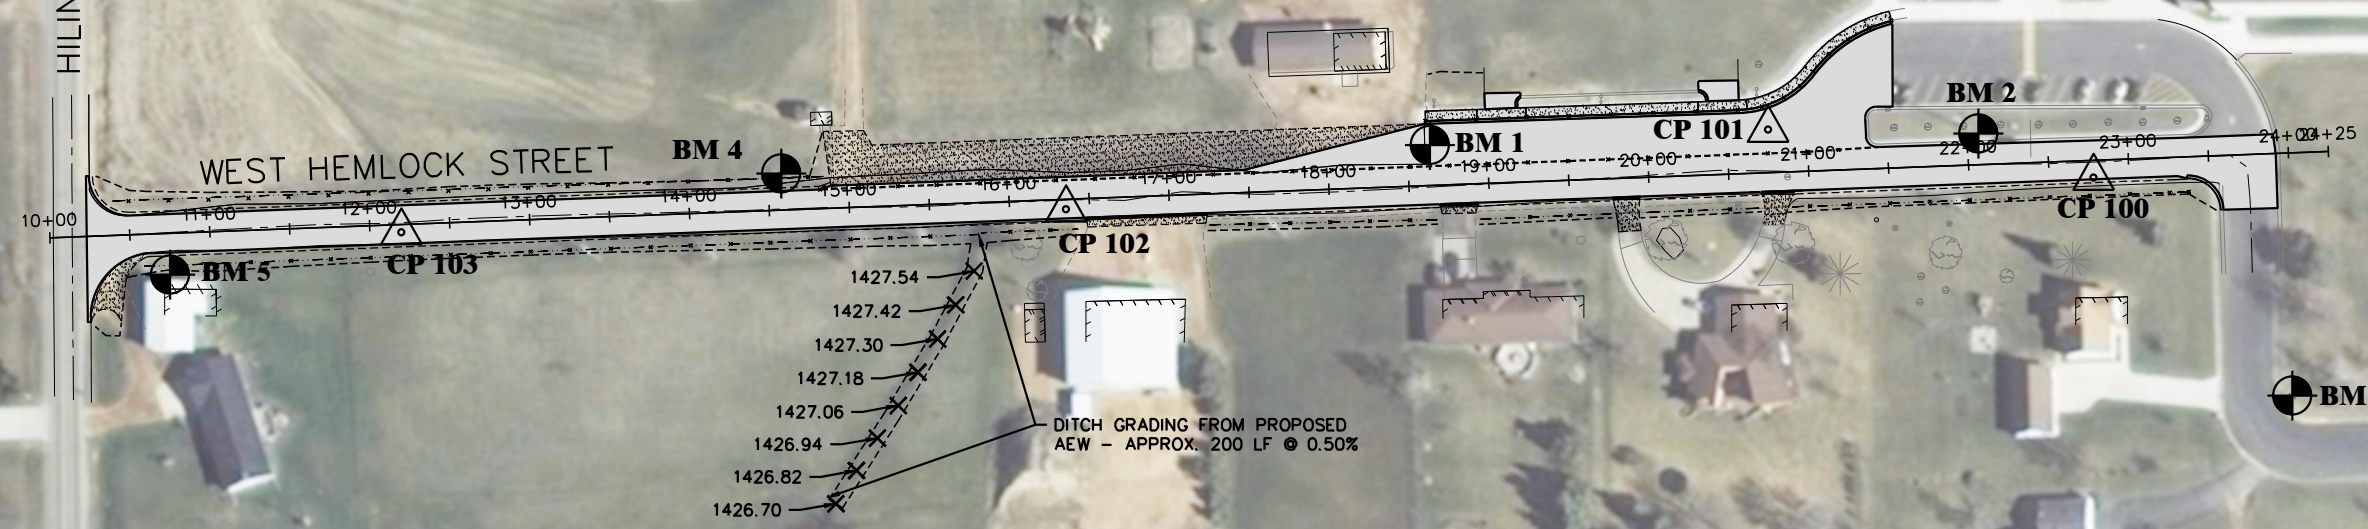 HILIN
WEST HEMLOCK STREET
10+00
11+00
12+00
13+00
14+00
15+00
16+00
17+00
18+00
19+00
20+00
21+00
22+00
23+00
24+00
24+25
BM 4
BM 1
CP 101
BM 2
BM 5
CP 103
CP 102
CP 100
BM
1427.54
1427.42
1427.30
1427.18
1427.06
1426.94
1426.82
1426.70
DITCH GRADING FROM PROPOSED
AEW - APPROX. 200 LF @ 0.50%